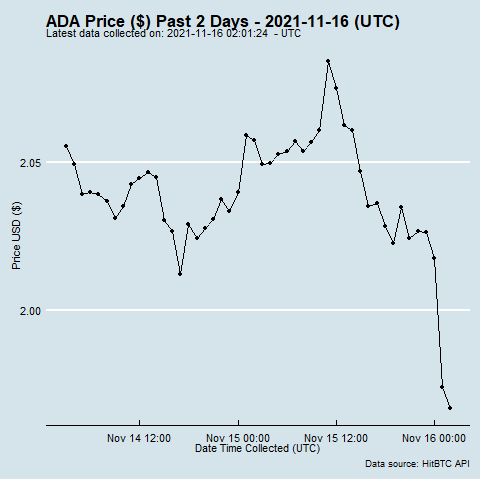 ADA Price ($) Past 2 Days - 2021-11-16 (UTC)
Latest data collected on: 2021-11-16 02:01:24  - UTC
2.05
Price USD ($)
2.00
Nov 14 12:00 Nov 15 00:00 Nov 15 12:00 Nov 16 00:00
Date Time Collected (UTC)
Data source: HitBTC API